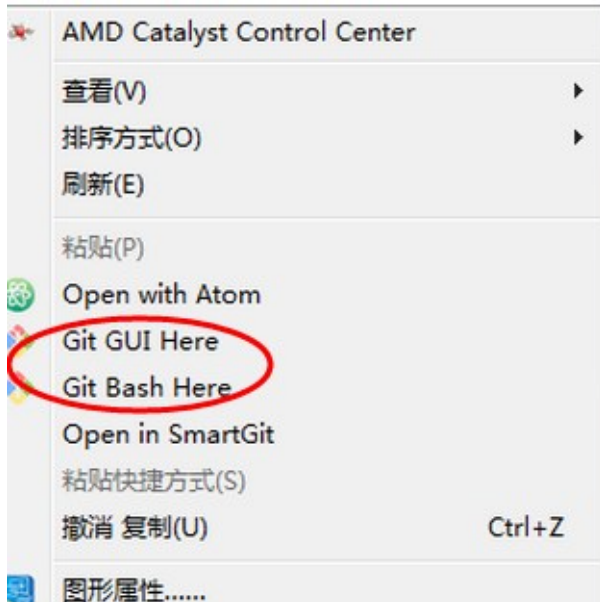 AMD Catalyst Control Center
查看(V)
排序方式(O)
刷新(E)
粘贴(P)
Open with Atom
Git GUI Here
Git Bash Here
Open in SmartGit
粘贴快捷方式(S)
撤消 复制(U) Ctrl+Z
图形属性......